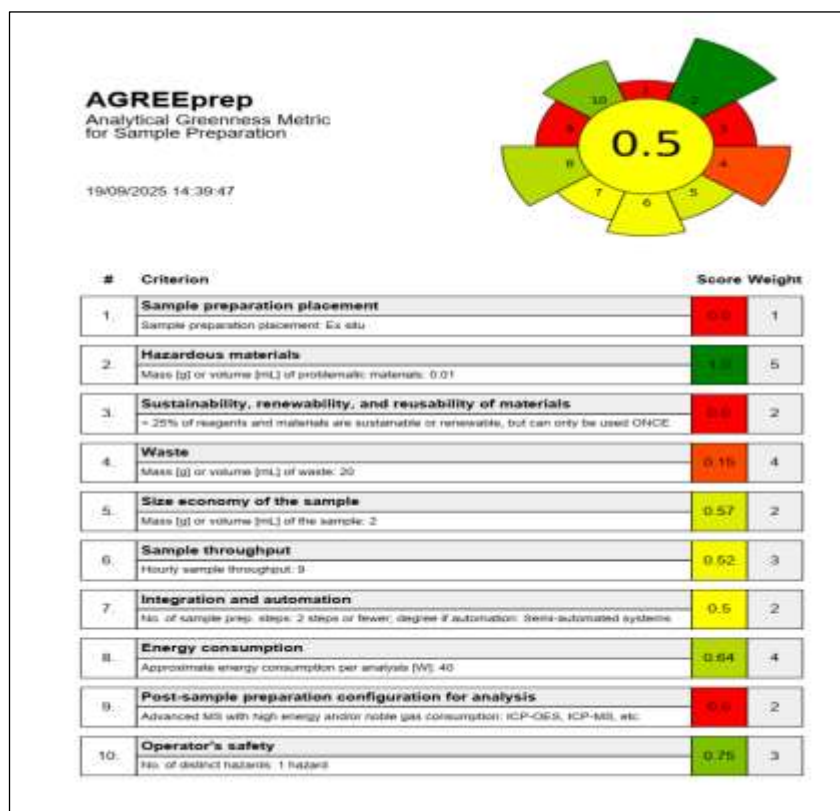 AGREEprep
Analytical Greenness Metric
for Sample Preparation
19/09/2025 14:39:47
1
2
3
4
5
6
7
8
9
10
0.5
# Criterion Score Weight
1. Sample preparation placement 0.0 1
Sample preparation placement: Ex situ
2. Hazardous materials 1.0 5
Mass [g] or volume [mL] of problematic materials: 0.01
3. Sustainability, renewability, and reusability of materials 0.0 2
< 25% of reagents and materials are sustainable or renewable, but can only be used ONCE
4. Waste 0.15 4
Mass [g] or volume [mL] of waste: 20
5. Size economy of the sample 0.57 2
Mass [g] or volume [mL] of the sample: 2
6. Sample throughput 0.52 3
Hourly sample throughput: 9
7. Integration and automation 0.5 2
No. of sample prep. steps: 2 steps or fewer; degree if automation: Semi-automated systems
8. Energy consumption 0.64 4
Approximate energy consumption per analysis [W]: 40
9. Post-sample preparation configuration for analysis 0.0 2
Advanced MS with high energy and/or noble gas consumption: ICP-OES, ICP-MS, etc.
10. Operator's safety 0.75 3
No. of distinct hazards: 1 hazard